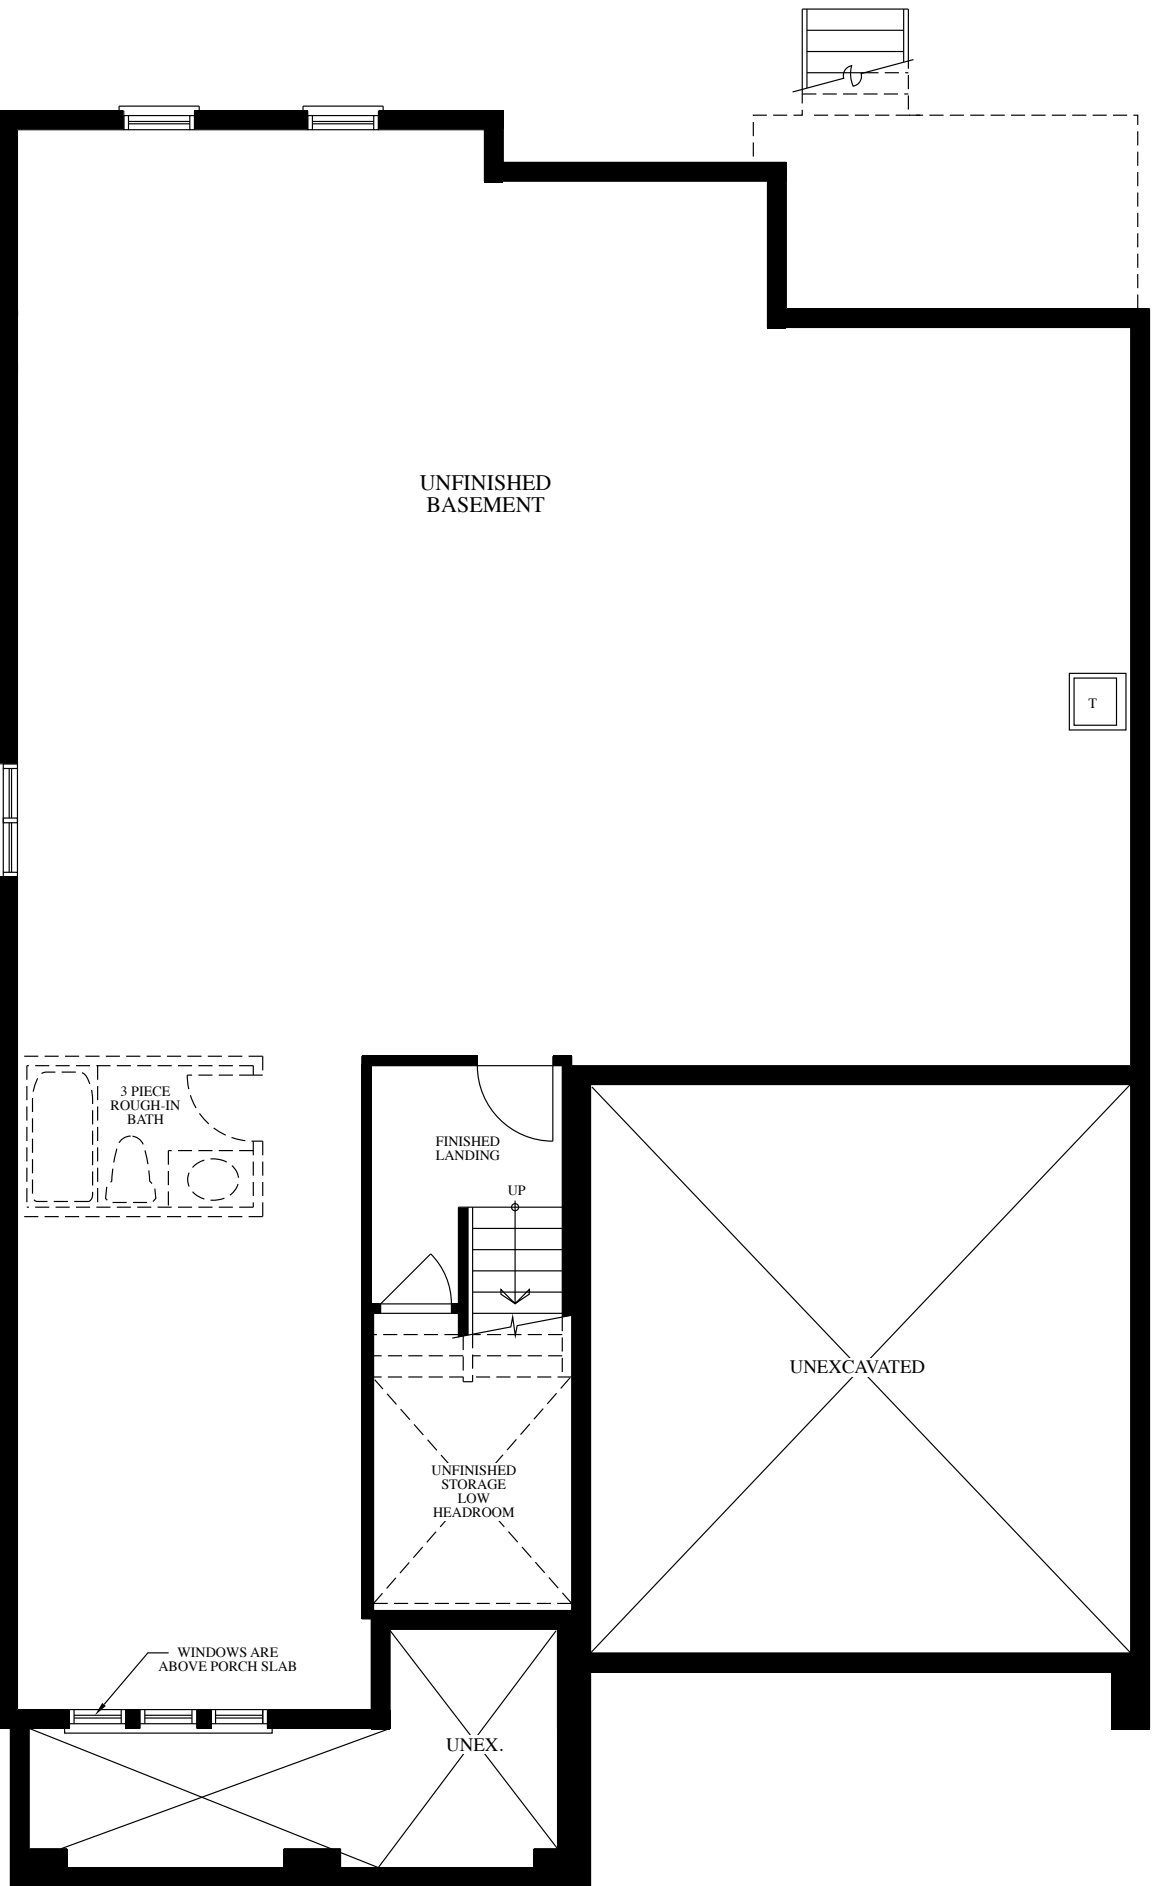 UNFINISHED
BASEMENT
T
3 PIECE
ROUGH-IN
BATH
FINISHED
LANDING
UP
UNEXCAVATED
UNFINISHED
STORAGE
LOW
HEADROOM
WINDOWS ARE
ABOVE PORCH SLAB
UNEX.